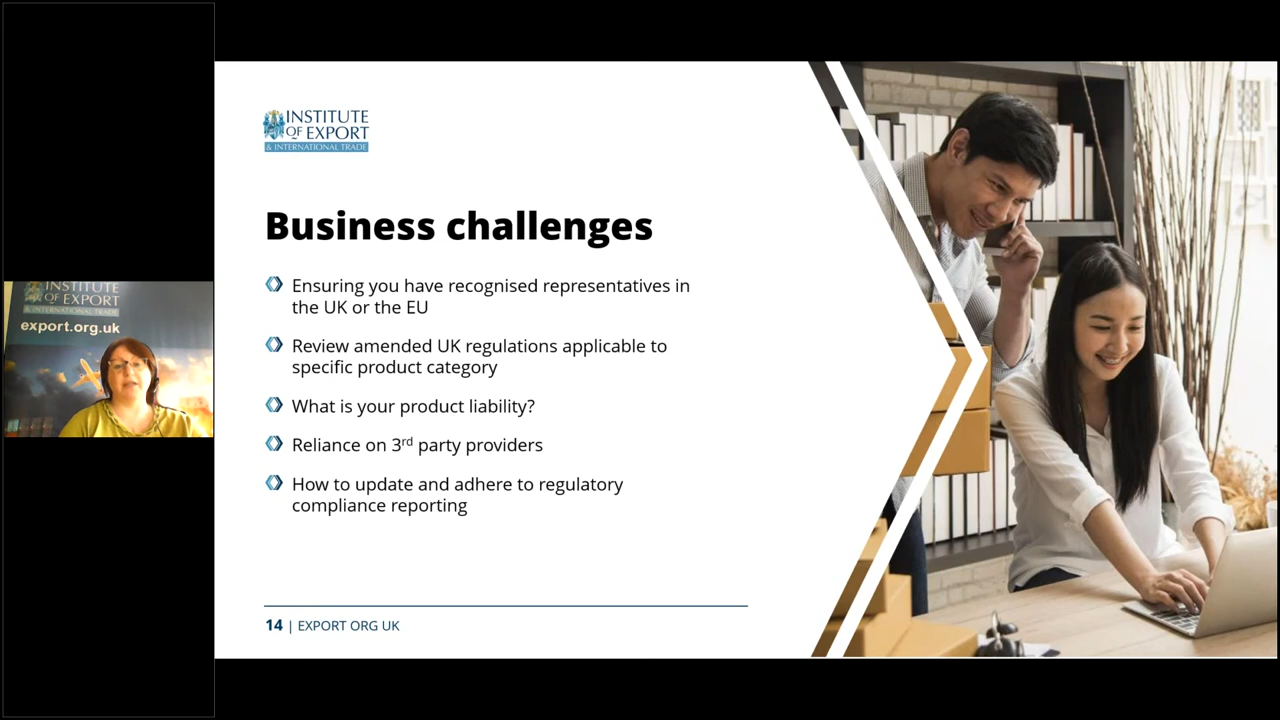 INSTITUTE
OF EXPORT
& INTERNATIONAL TRADE
Business challenges
Ensuring you have recognised representatives in
the UK or the EU
Review amended UK regulations applicable to
specific product category
What is your product liability?
Reliance on 3rd party providers
How to update and adhere to regulatory
compliance reporting
14 | EXPORT ORG UK
INSTITUTE
OF EXPORT
& INTERNATIONAL TRADE
export.org.uk